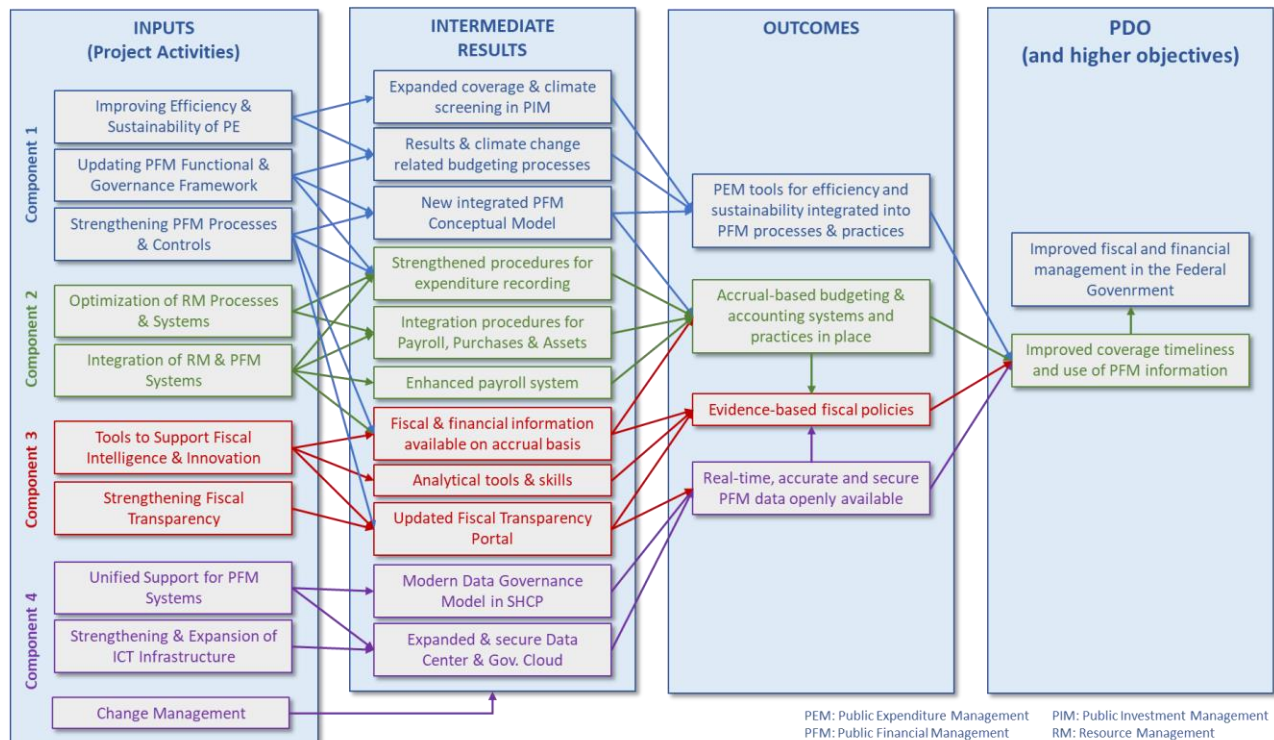 INPUTS
(Project Activities)
Component 1
Improving Efficiency &
Sustainability of PE
Updating PFM Functional &
Governance Framework
Strengthening PFM Processes
& Controls
Component 2
Optimization of RM Processes
& Systems
Integration of RM & PFM
Systems
Component 3
Tools to Support Fiscal
Intelligence & Innovation
Strengthening Fiscal
Transparency
Component 4
Unified Support for PFM
Systems
Strengthening & Expansion of
ICT Infrastructure
Change Management
INTERMEDIATE
RESULTS
Expanded coverage & climate
screening in PIM
Results & climate change
related budgeting processes
New integrated PFM
Conceptual Model
Strengthened procedures for
expenditure recording
Integration procedures for
Payroll, Purchases & Assets
Enhanced payroll system
Fiscal & financial information
available on accrual basis
Analytical tools & skills
Updated Fiscal Transparency
Portal
Modern Data Governance
Model in SHCP
Expanded & secure Data
Center & Gov. Cloud
OUTCOMES
PEM tools for efficiency and
sustainability integrated into
PFM processes & practices
Accrual-based budgeting &
accounting systems and
practices in place
Evidence-based fiscal policies
Real-time, accurate and secure
PFM data openly available
PDO
(and higher objectives)
Improved fiscal and financial
management in the Federal
Govenrment
Improved coverage timeliness
and use of PFM information
PEM: Public Expenditure Management
PFM: Public Financial Management
PIM: Public Investment Management
RM: Resource Management